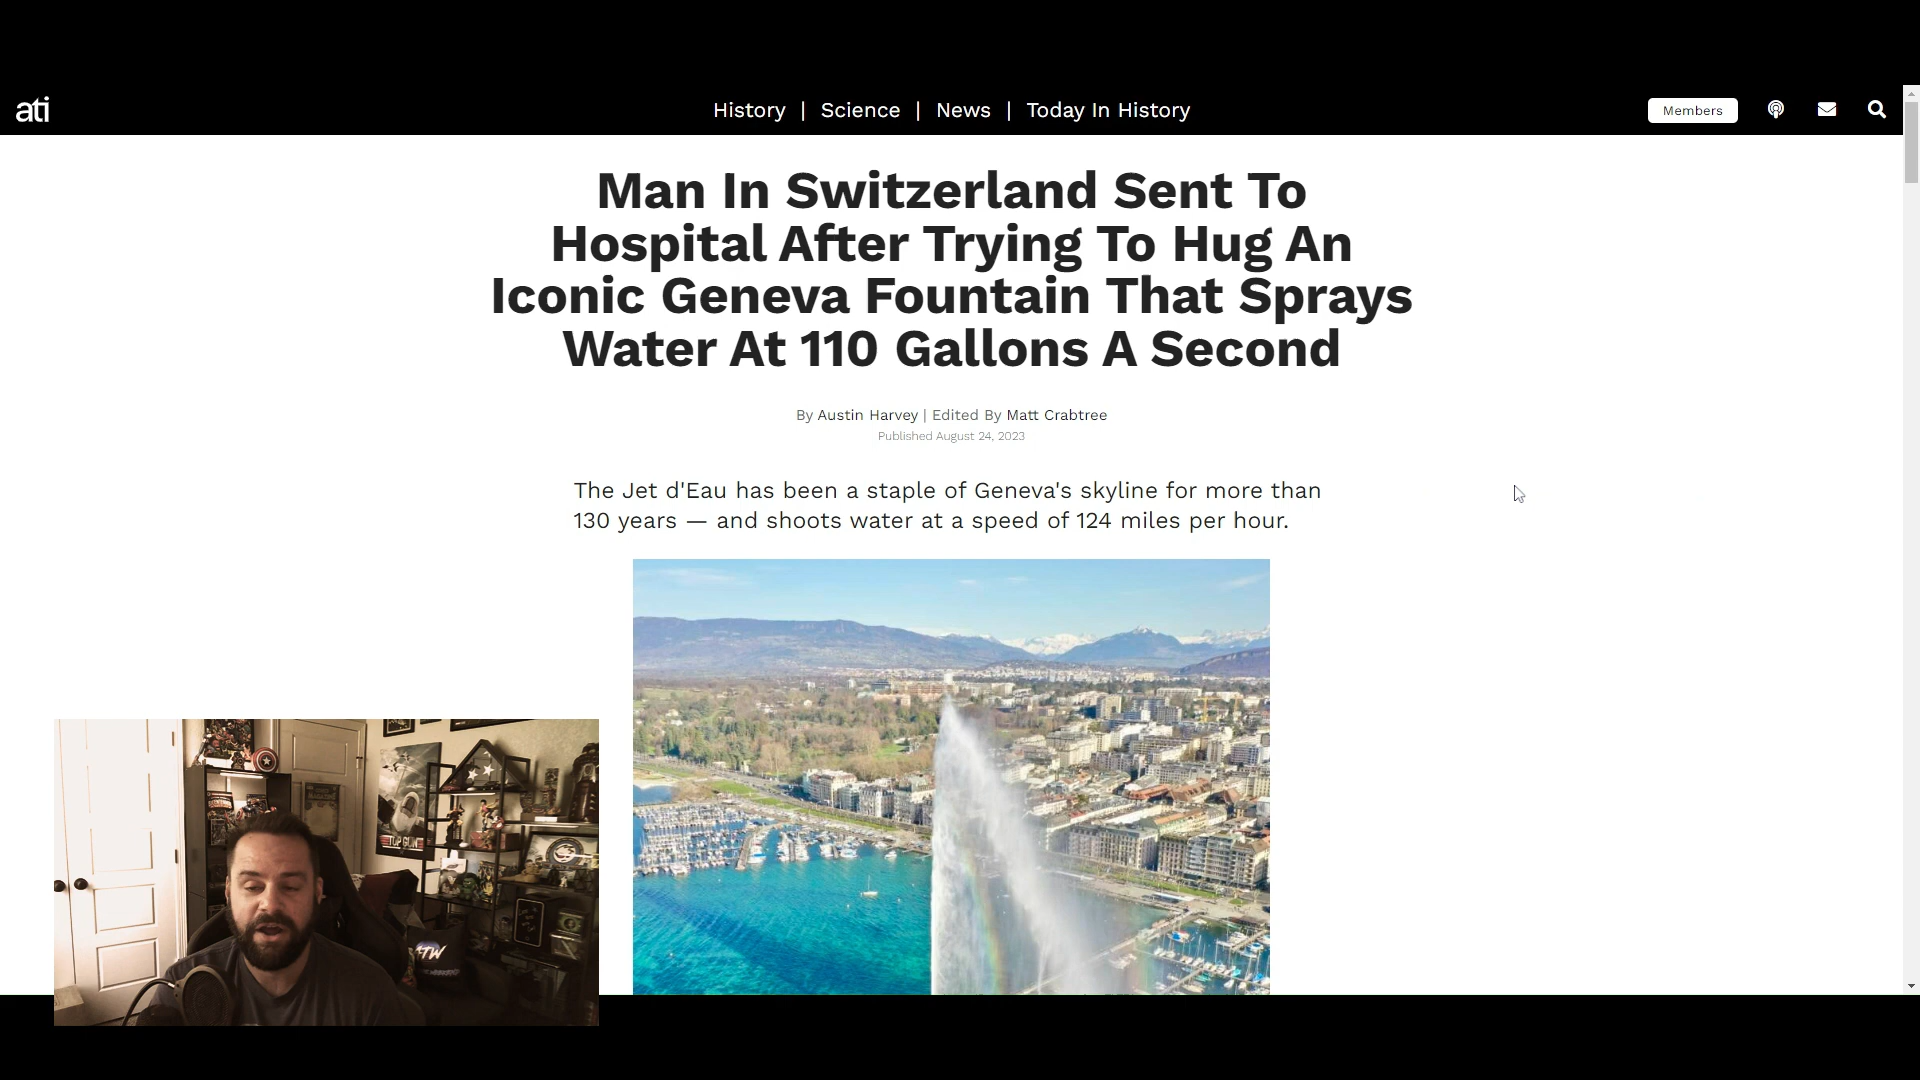 ati
History | Science | News | Today In History
Members
Man In Switzerland Sent To
Hospital After Trying To Hug An
Iconic Geneva Fountain That Sprays
Water At 110 Gallons A Second
By Austin Harvey | Edited By Matt Crabtree
Published August 24, 2023
The Jet d'Eau has been a staple of Geneva's skyline for more than
130 years — and shoots water at a speed of 124 miles per hour.
TOP GUN